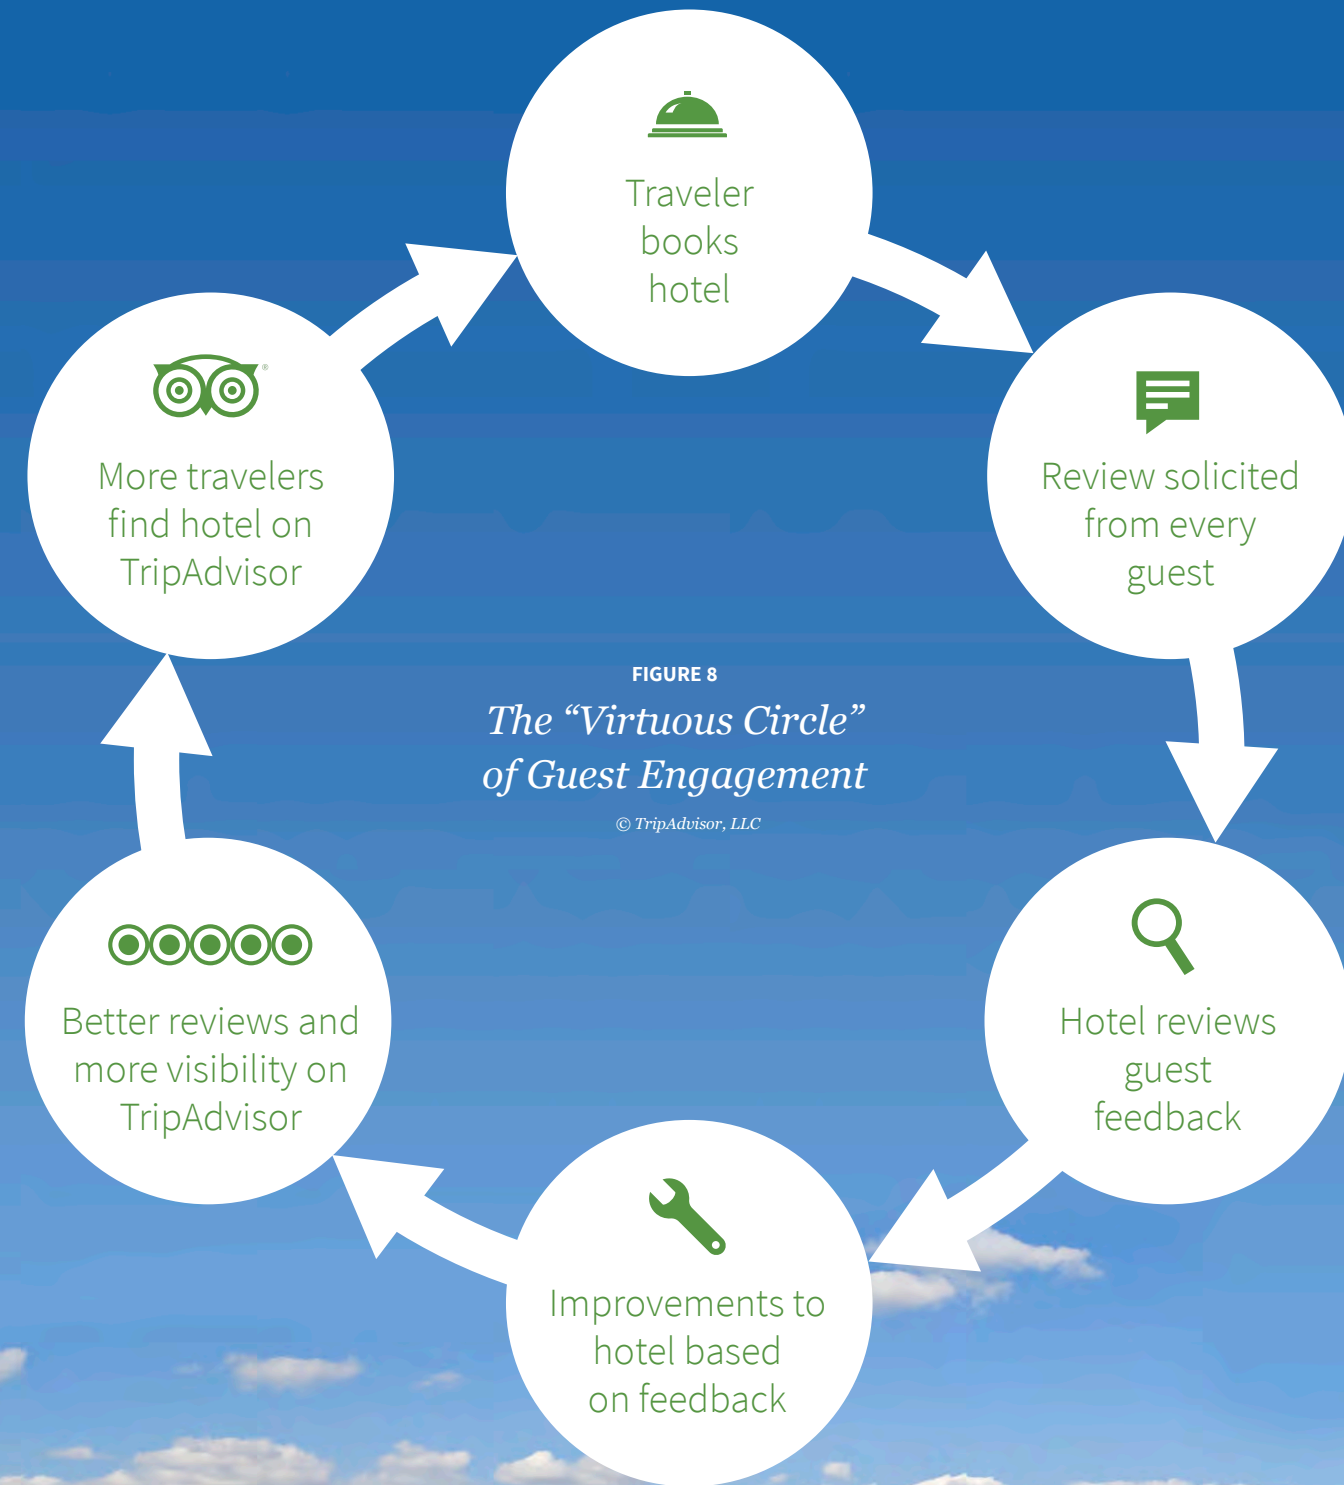 Traveler
books
hotel
Review solicited
from every
guest
Hotel reviews
guest
feedback
Improvements to
hotel based
on feedback
Better reviews and
more visibility on
TripAdvisor
More travelers
find hotel on
TripAdvisor
®
FIGURE 8
The “Virtuous Circle”
of Guest Engagement
© TripAdvisor, LLC